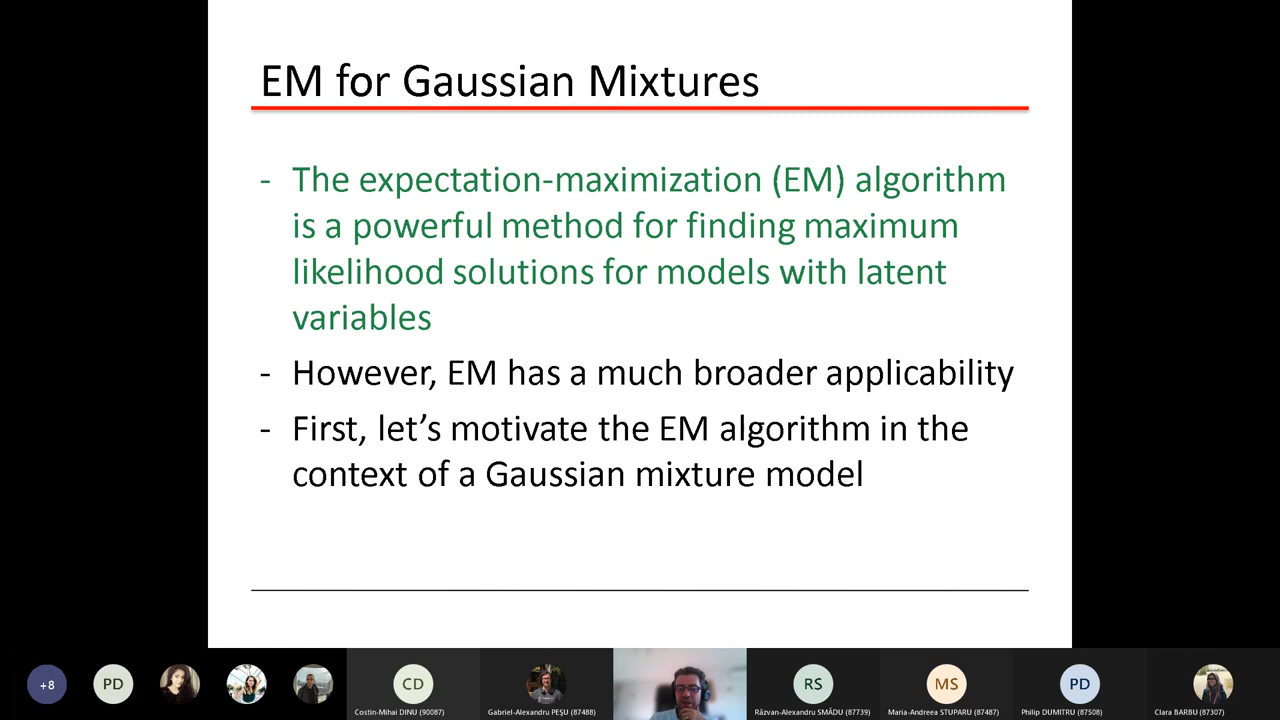 EM for Gaussian Mixtures
- The expectation-maximization (EM) algorithm
is a powerful method for finding maximum
likelihood solutions for models with latent
variables
- However, EM has a much broader applicability
- First, let’s motivate the EM algorithm in the
context of a Gaussian mixture model
+8
PD
CD
RS
MS
PD
Costin-Mihai DINU (90087)
Gabriel-Alexandru PEŞU (87488)
Răzvan-Alexandru SMĂDU (87739)
Maria-Andreea STUPARU (87487)
Philip DUMITRU (87508)
Clara BARBU (87307)